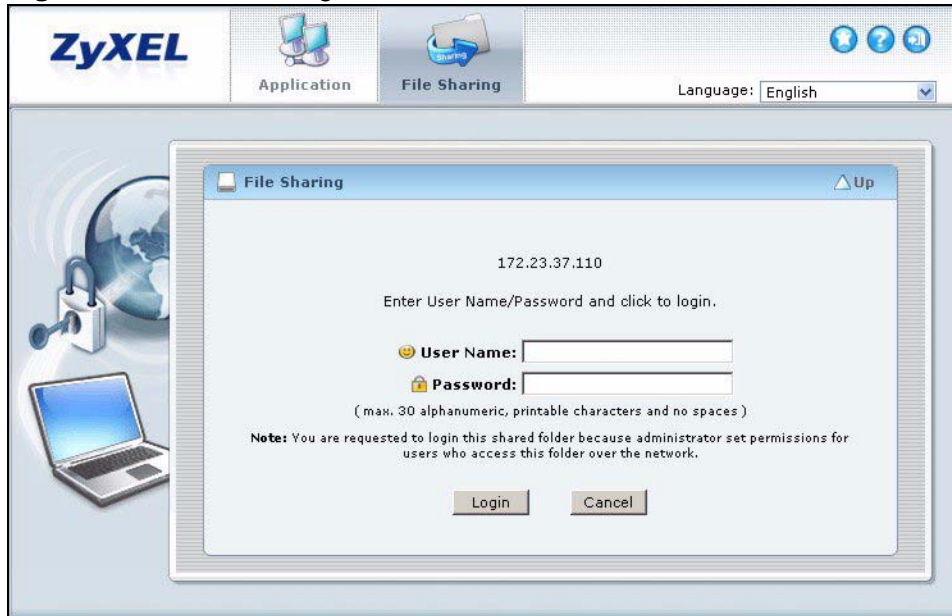 ZyXEL
Application
Sharing
File Sharing
Language: English
File Sharing
Up
172.23.37.110
Enter User Name/Password and click to login.
User Name:
Password:
( max. 30 alphanumeric, printable characters and no spaces )
Note: You are requested to login this shared folder because administrator set permissions for
users who access this folder over the network.
Login Cancel